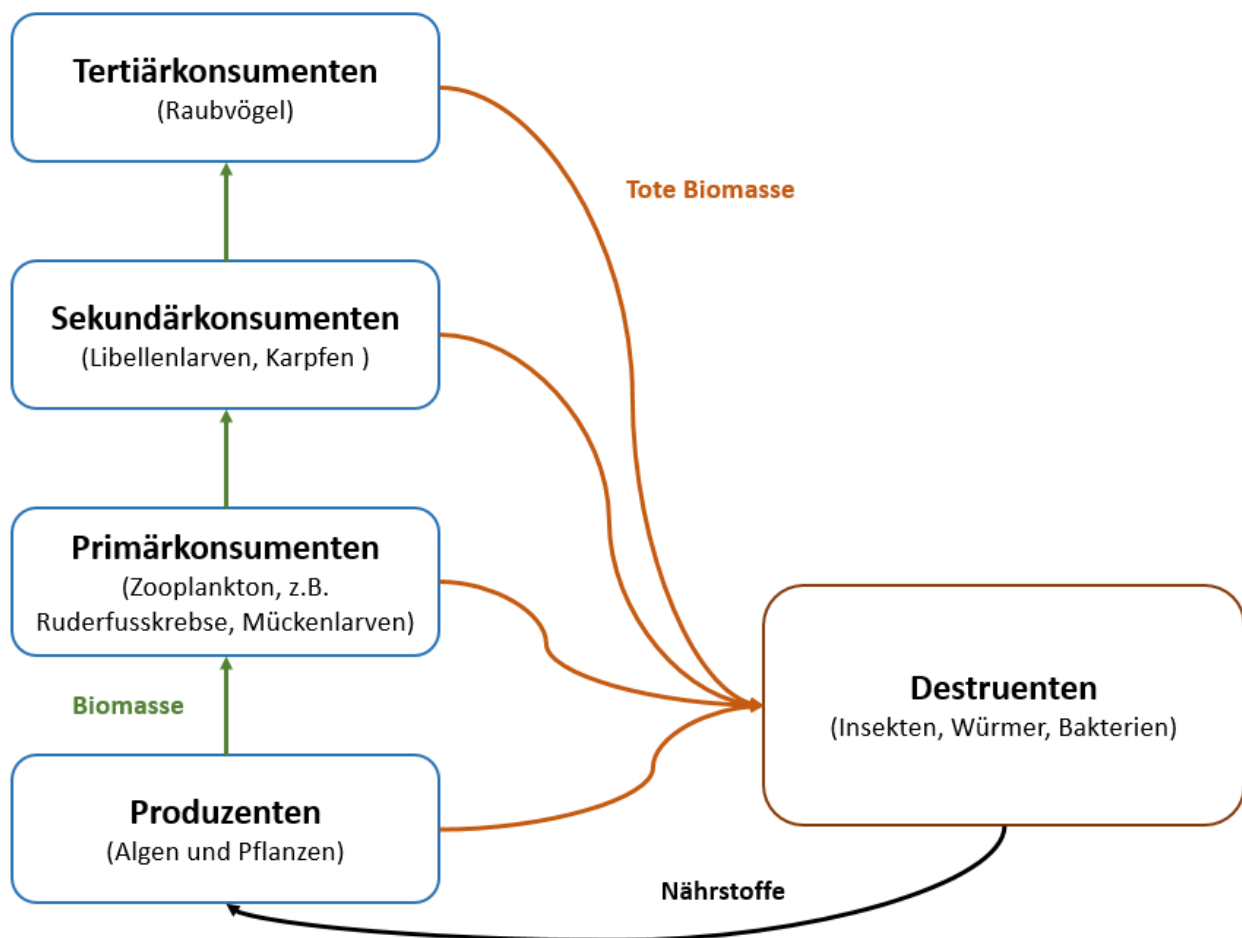 Tertiärkonsumenten
(Raubvögel)
Tote Biomasse
Sekundärkonsumenten
(Libellenlarven, Karpfen )
Primärkonsumenten
(Zooplankton, z.B.
Ruderfusskrebse, Mückenlarven)
Biomasse
Destruenten
(Insekten, Würmer, Bakterien)
Produzenten
(Algen und Pflanzen)
Nährstoffe